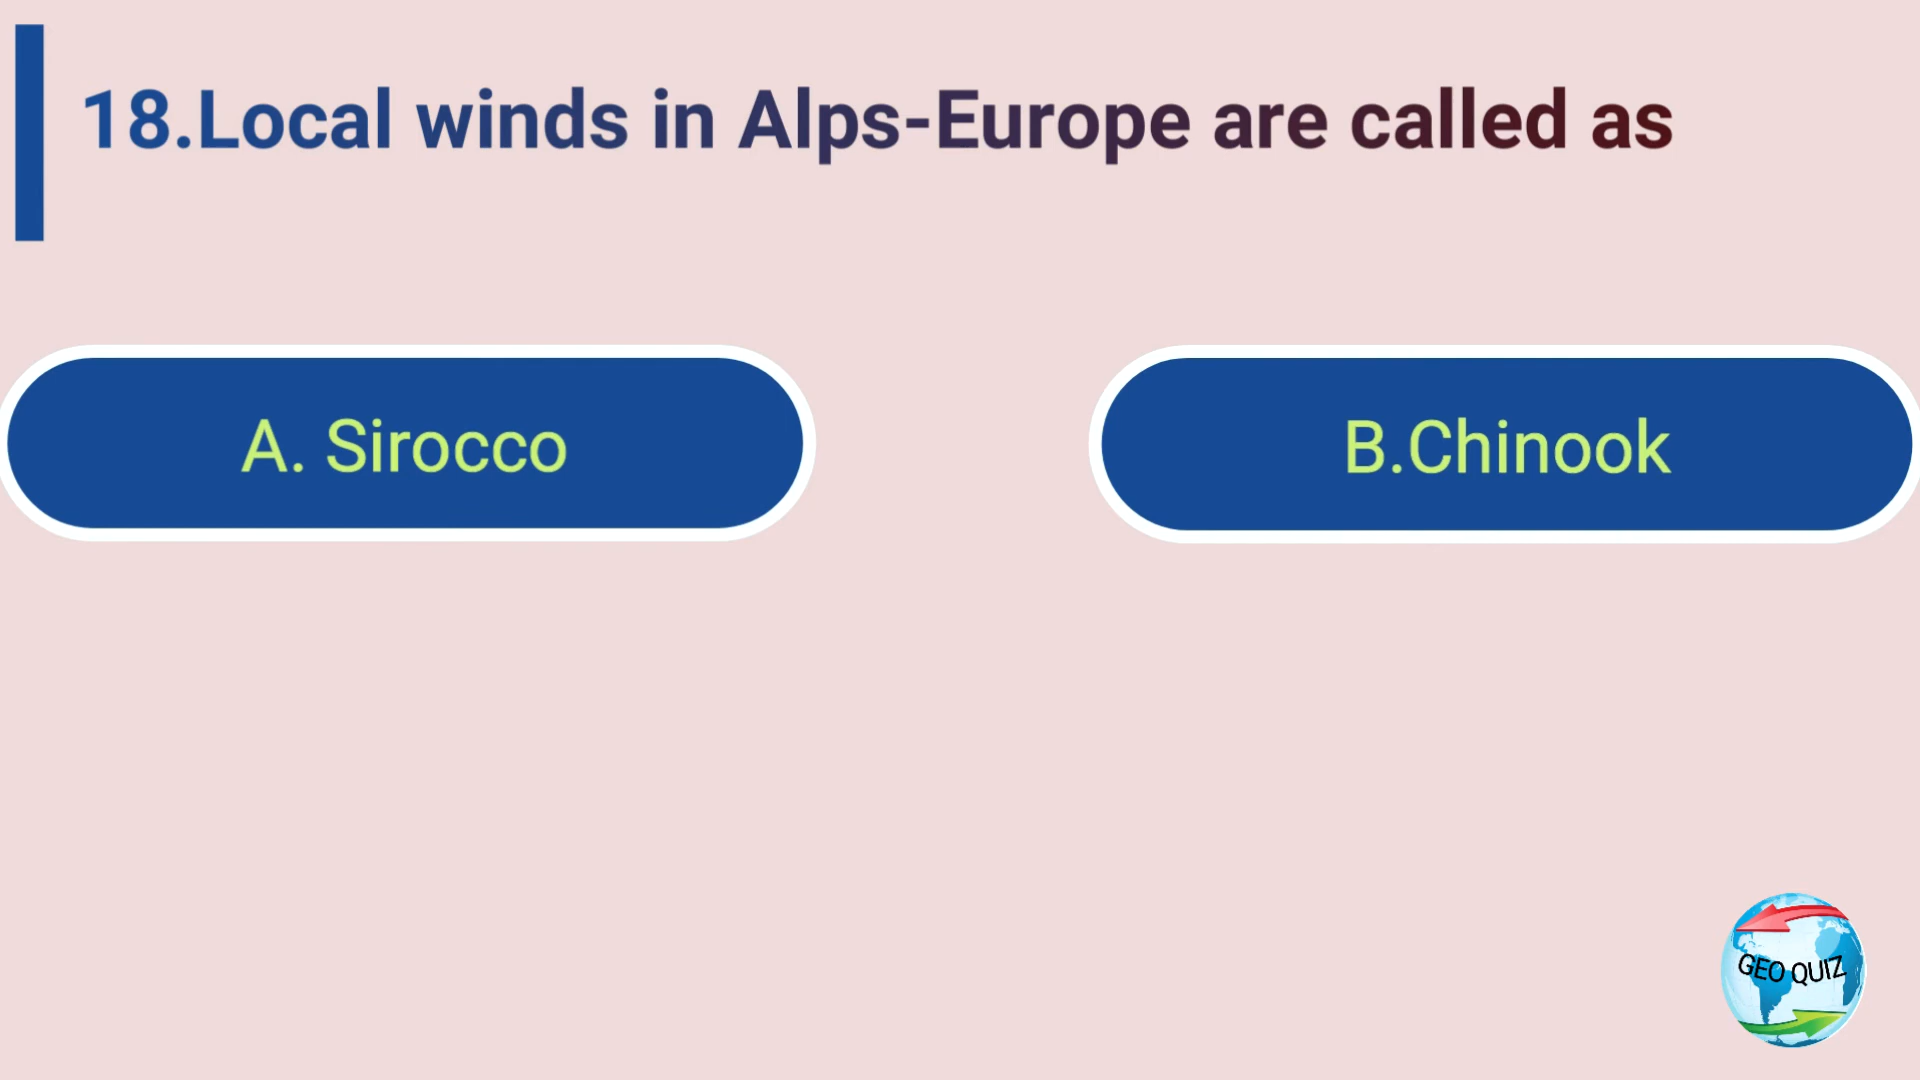 18.Local winds in Alps-Europe are called as
A. Sirocco
B.Chinook
GEO QUIZ